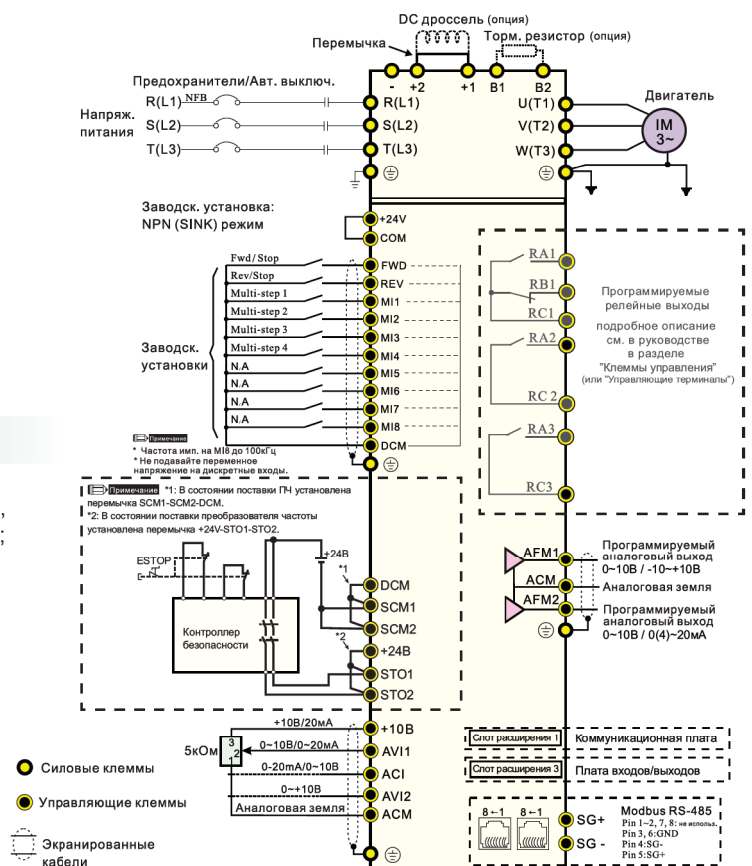 DC дроссель (опция)
Перемычка
Торм. резистор (опция)
- +2 +1 B1 B2
Предохранители/Авт. выключ.
Напряж. питания
R(L1) NFB
S(L2)
T(L3)
R(L1)
S(L2)
T(L3)
U(T1)
V(T2)
W(T3)
Двигатель
IM
3~
Заводск. установка:
NPN (SINK) режим
+24V
COM
Заводск.
установки
Fwd/Stop
FWD
Rev/Stop
REV
Multi-step 1
MI1
Multi-step 2
MI2
Multi-step 3
MI3
Multi-step 4
MI4
N.A
MI5
N.A
MI6
N.A
MI7
N.A
MI8
DCM
Примечание
* Частота имп. на MI8 до 100кГц
* Не подавайте переменное
напряжение на дискретные входы.
RA1
RB1
RC1
RA2
RC 2
RA3
RC3
Программируемые
релейные выходы
подробное описание
см. в руководстве
в разделе
"Клеммы управления"
(или "Управляющие терминалы")
,
;
Примечание *1: В состоянии поставки ПЧ установлена
перемычка SCM1-SCM2-DCM.
*2: В состоянии поставки преобразователя частоты
установлена перемычка +24V-STO1-STO2.
ESTOP
+24В
*1
*2
Контроллер
безопасности
DCM
SCM1
SCM2
+24В
STO1
STO2
AFM1
ACM
AFM2
Программируемый
аналоговый выход
0~10В / -10~+10В
Аналоговая земля
Программируемый
аналоговый выход
0~10В / 0(4)~20мА
5кОм
3
2
1
+10В/20мА
+10В
0~10В/0~20мА
AVI1
0-20mA/0~10В
ACI
0~+10В
AVI2
Аналоговая земля
ACM
Слот расширения 1
Коммуникационная плата
Слот расширения 3
Плата входов/выходов
8←1
8←1
SG+
SG -
Modbus RS-485
Pin 1~2, 7, 8: не использ.
Pin 3, 6:GND
Pin 4:SG-
Pin 5:SG+
Силовые клеммы
Управляющие клеммы
Экранированные
кабели